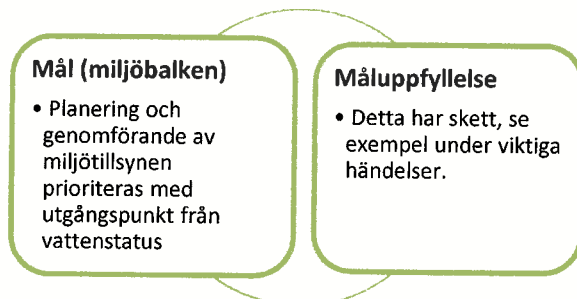 Mål (miljöbalken)
• Planering och
genomförande av
miljötillsynen
prioriteras med
utgångspunkt från
vattenstatus
Måluppfyllelse
• Detta har skett, se
exempel under viktiga
händelser.